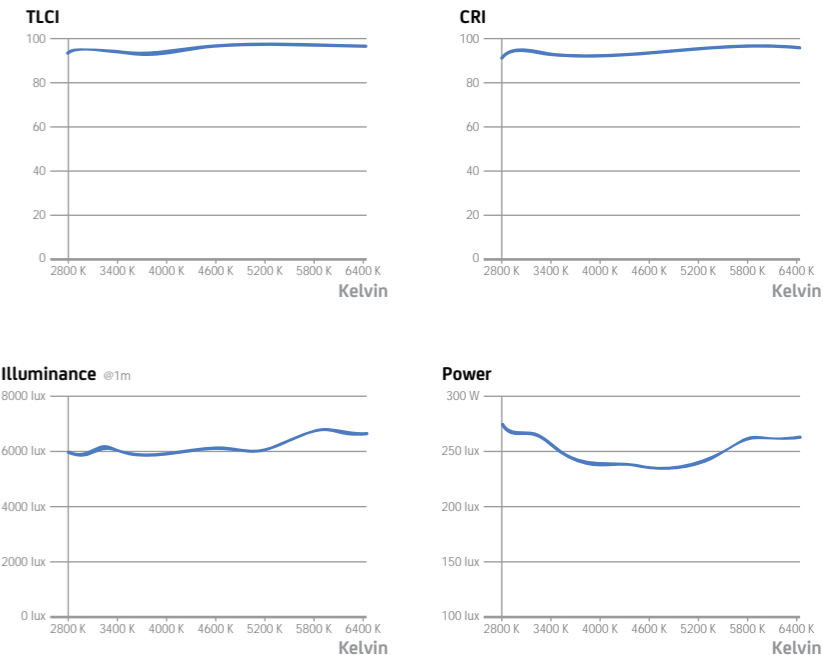 TLCI
100
80
60
40
20
0
2800 K 3400 K 4000 K 4600 K 5200 K 5800 K 6400 K
Kelvin
CRI
100
80
60
40
20
0
2800 K 3400 K 4000 K 4600 K 5200 K 5800 K 6400 K
Kelvin
Illuminance @1m
8000 lux
6000 lux
4000 lux
2000 lux
0 lux
2800 K 3400 K 4000 K 4600 K 5200 K 5800 K 6400 K
Kelvin
Power
300 W
250 lux
200 lux
150 lux
100 lux
2800 K 3400 K 4000 K 4600 K 5200 K 5800 K 6400 K
Kelvin